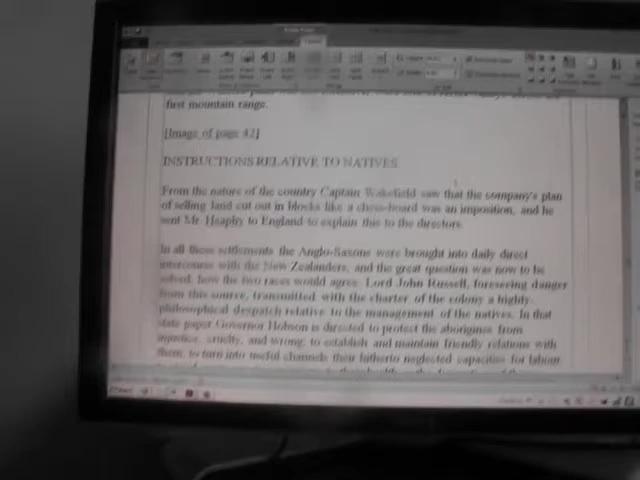 first mountain range.
[Image of page 42]
INSTRUCTIONS RELATIVE TO NATIVES
From the nature of the country Captain Wakefield saw that the company's plan
of selling land cut out in blocks like a chess-board was an imposition, and he
sent Mr. Heaphy to England to explain this to the directors.
In all these settlements the Anglo-Saxons were brought into daily direct
intercourse with the New Zealanders, and the great question was now to be
solved, how the two races would agree. Lord John Russell, foreseeing danger
from this source, transmitted with the charter of the colony a highly
philosophical despatch relative to the management of the natives. In that
state paper Governor Hobson is directed to protect the aborigines from
injustice, cruelty, and wrong; to establish and maintain friendly relations with
them; to turn into useful channels their hitherto neglected capacities for labour